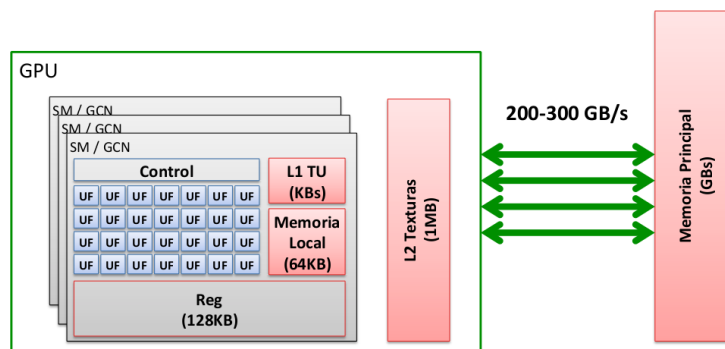 GPU
SM / GCN
SM / GCN
SM / GCN
Control
UF UF UF UF UF UF UF
UF UF UF UF UF UF UF
UF UF UF UF UF UF UF
UF UF UF UF UF UF UF
L1 TU
(KBs)
Memoria
Local
(64KB)
Reg
(128KB)
L2 Texturas
(1MB)
200-300 GB/s
Memoria Principal
(GBs)